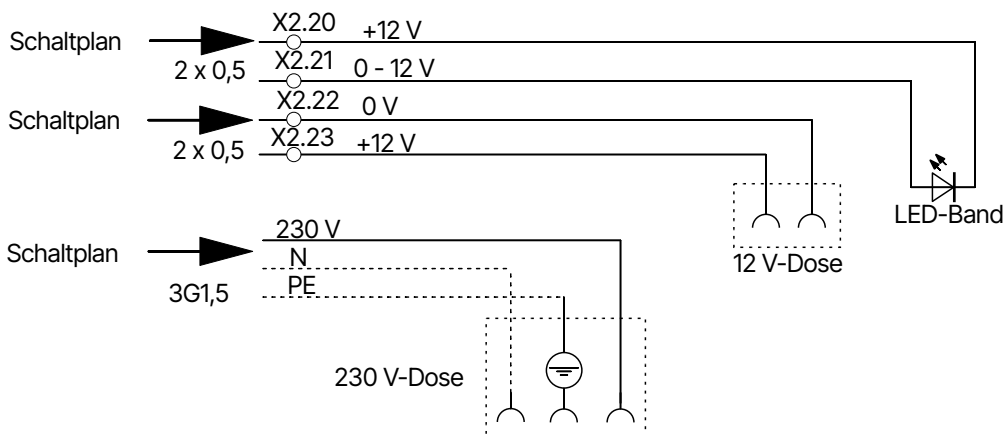 Schaltplan
X2.20
+12 V
2 x 0,5
X2.21
0 - 12 V
Schaltplan
X2.22
0 V
2 x 0,5
X2.23
+12 V
LED-Band
12 V-Dose
Schaltplan
230 V
N
3G1,5
PE
230 V-Dose